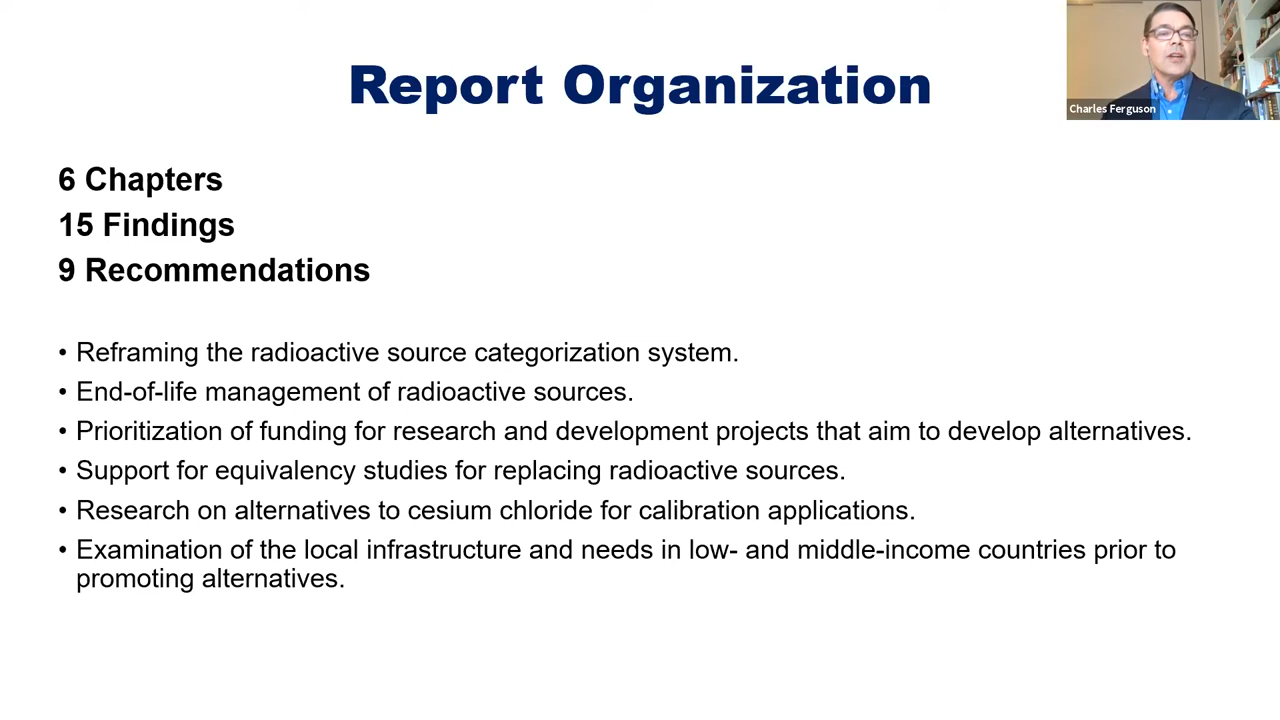 Report Organization
Charles Ferguson
6 Chapters
15 Findings
9 Recommendations
• Reframing the radioactive source categorization system.
• End-of-life management of radioactive sources.
• Prioritization of funding for research and development projects that aim to develop alternatives.
• Support for equivalency studies for replacing radioactive sources.
• Research on alternatives to cesium chloride for calibration applications.
• Examination of the local infrastructure and needs in low- and middle-income countries prior to
promoting alternatives.